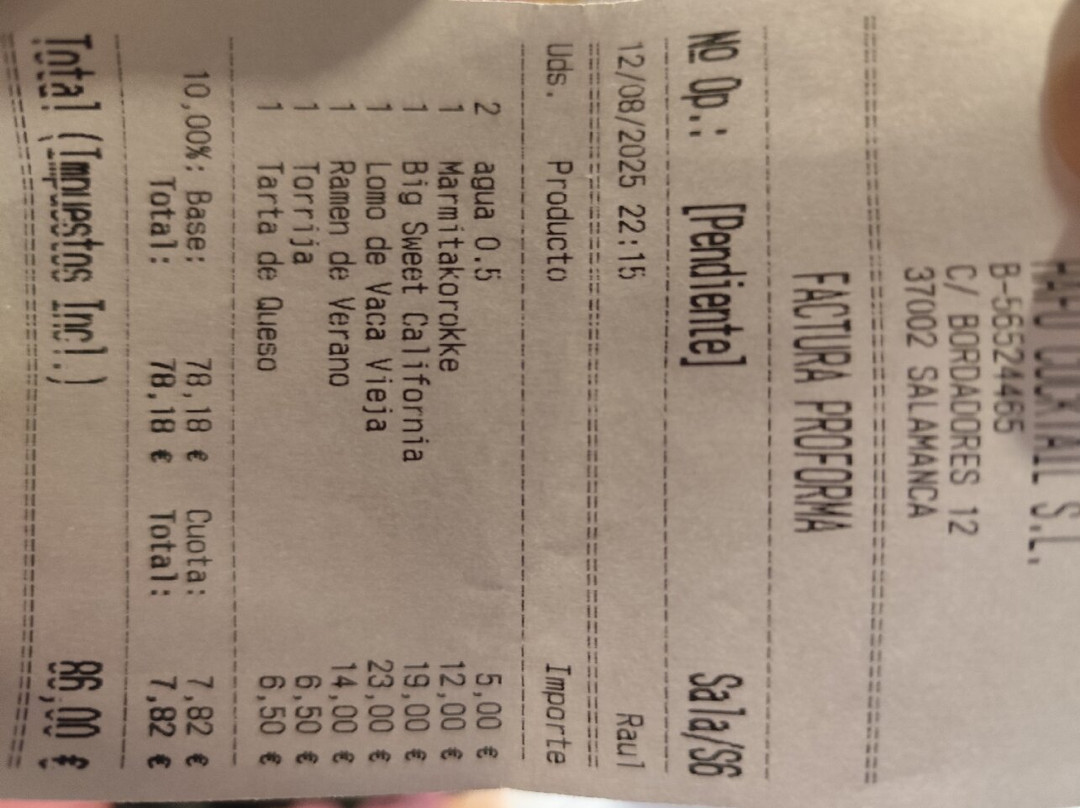 S.L.
B-56524465
C/ BORDADORES 12
37002 SALAMANCA
FACTURA PROFORMA
Nº Op.: [Pendiente] Sala/S6
12/08/2025 22:15 Raul
Uds. Producto Importe
2 agua 0.5 5,00 €
1 Marmitakorokke 12,00 €
1 Big Sweet California 19,00 €
1 Lomo de Vaca Vieja 23,00 €
1 Ramen de Verano 14,00 €
1 Torrija 6,50 €
1 Tarta de Queso 6,50 €
10,00%: Base: 78,18 € Cuota: 7,82 €
Total: 78,18 € Total: 7,82 €
Total (Impuestos Incl.) 86,00 €